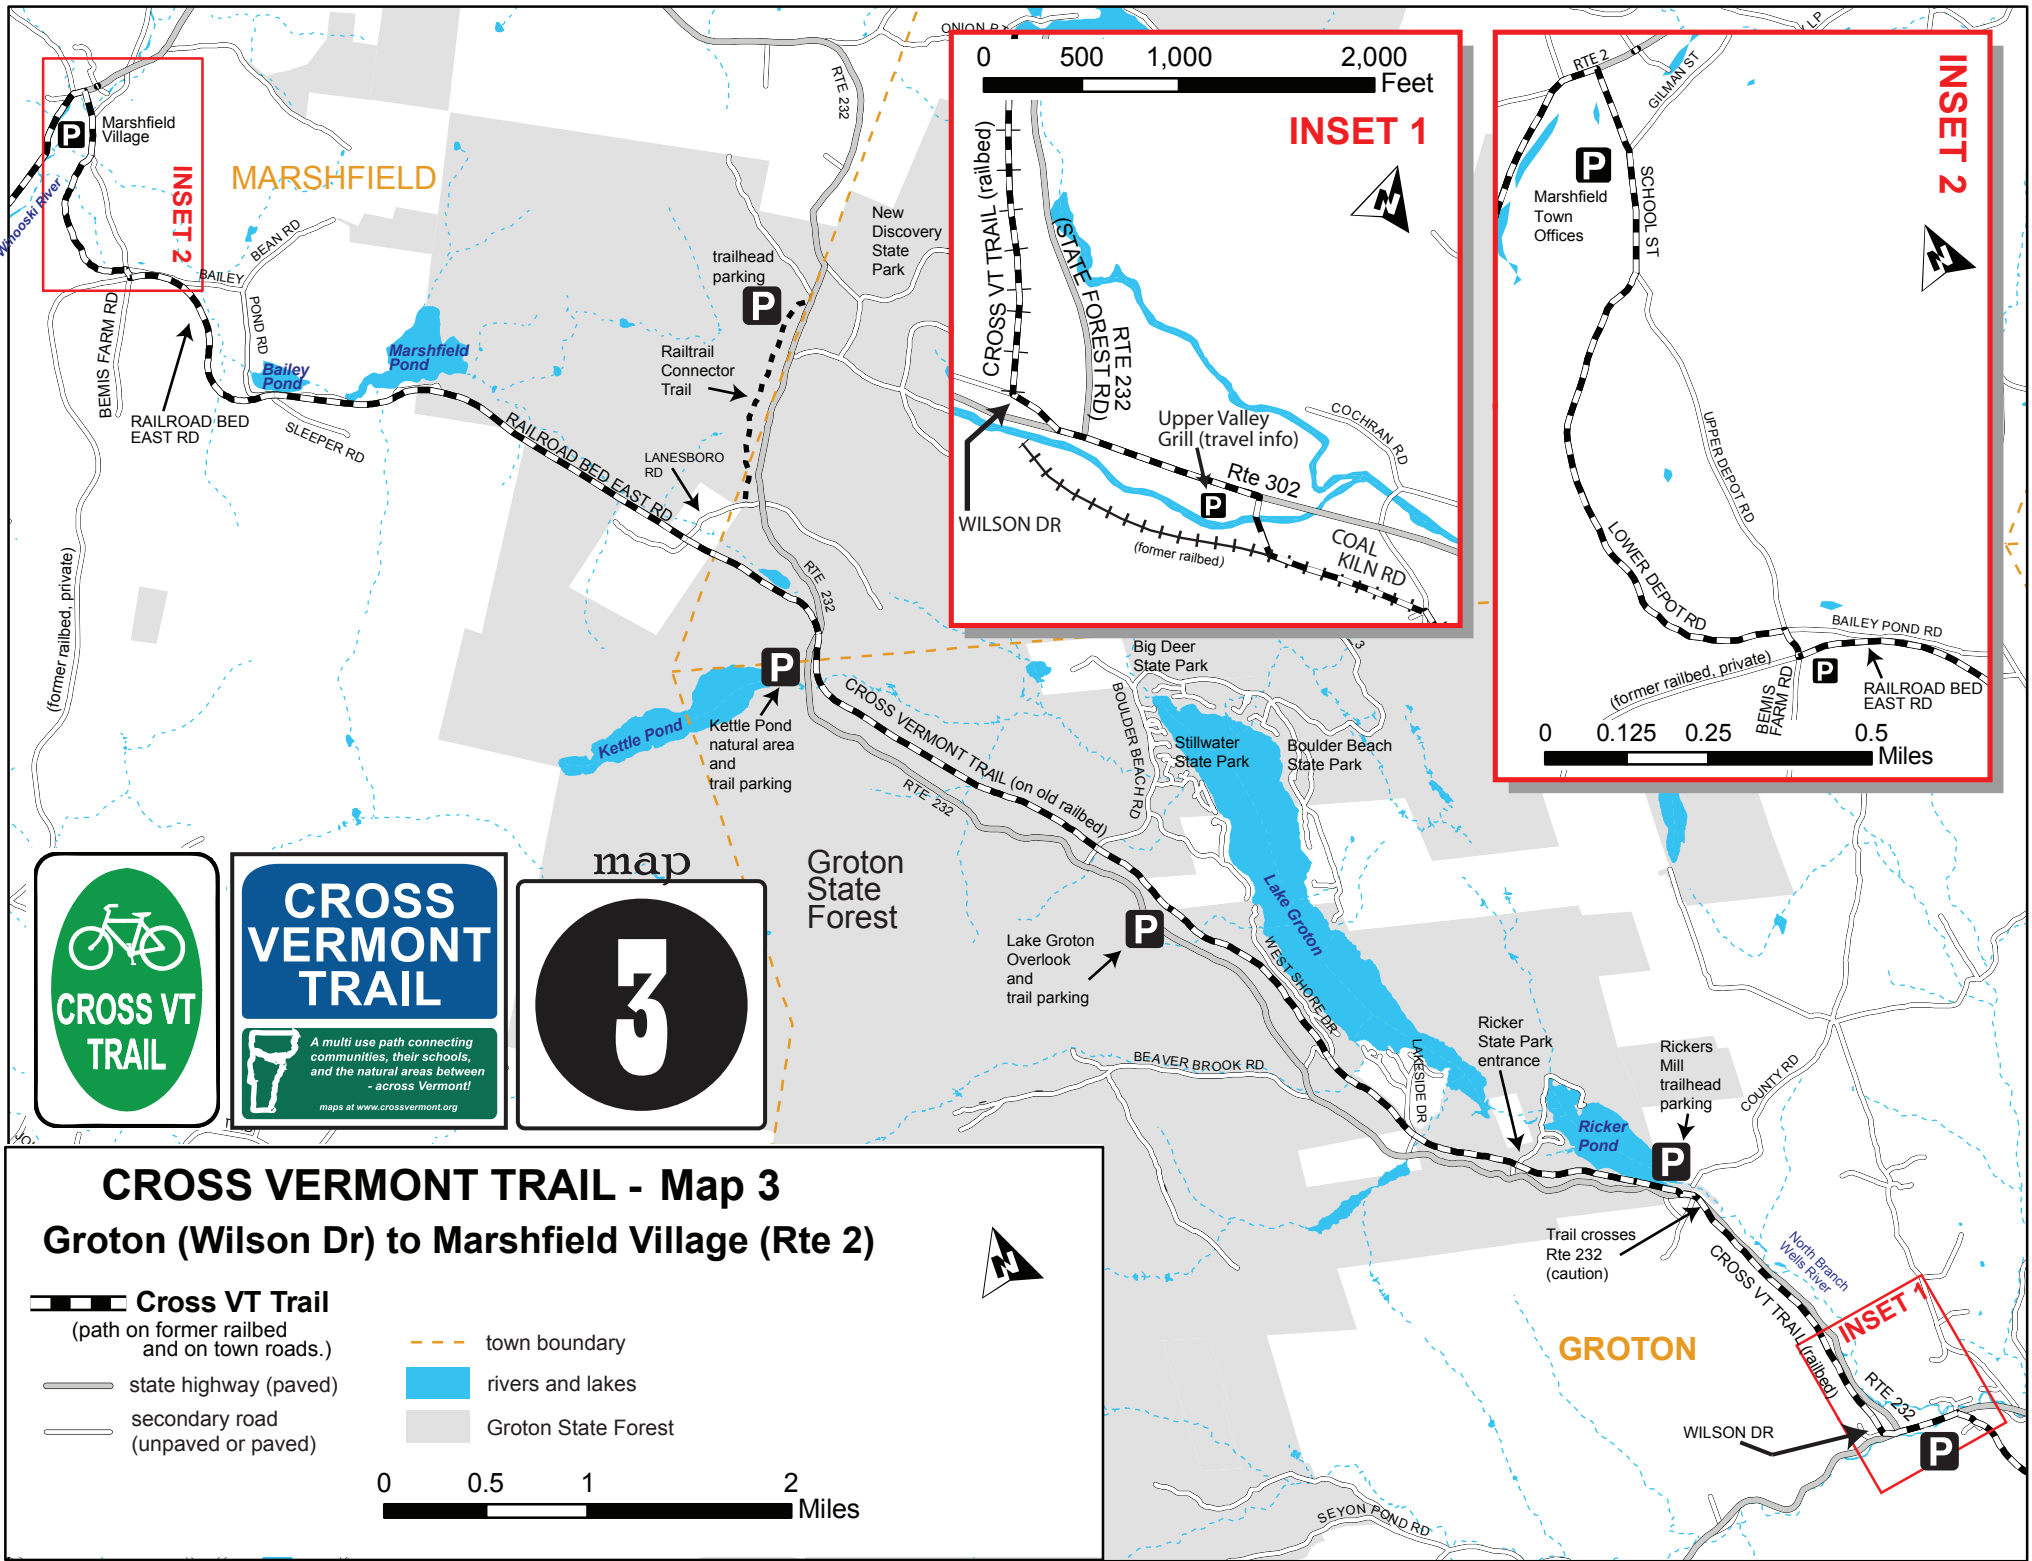 ONION
RTE 232
Marshfield
Village
Winooski River
INSET 2
MARSHFIELD
BEAN RD
BAILEY
POND RD
BEMIS FARM RD
RAILROAD BED
EAST RD
Bailey
Pond
Marshfield
Pond
SLEEPER RD
RAILROAD BED EAST RD
(former railbed, private)
trailhead
parking
P
P
Railtrail
Connector
Trail
LANESBORO
RD
New
Discovery
State
Park
RTE 232
P
Kettle Pond
Kettle Pond
natural area
and
trail parking
CROSS VERMONT TRAIL (on old railbed)
RTE 232
Groton
State
Forest
Big Deer
State Park
BOULDER BEACH RD
Stillwater
State Park
Boulder Beach
State Park
Lake Groton
P
Lake Groton
Overlook
and
trail parking
WEST SHORE DR
LAKESIDE DR
BEAVER BROOK RD
Ricker
State Park
entrance
Ricker
Pond
Rickers
Mill
trailhead
parking
P
COUNTY RD
Trail crosses
Rte 232
(caution)
North Branch
Wells River
CROSS VT TRAIL (railbed)
GROTON
INSET 1
RTE 232
WILSON DR
P
SEYON POND RD
LP
0 500 1,000 2,000
Feet
INSET 1
N
CROSS VT TRAIL (railbed)
RTE 232
(STATE FOREST RD)
Upper Valley
Grill (travel info)
P
COCHRAN RD
Rte 302
WILSON DR
(former railbed)
COAL
KILN RD
INSET 2
RTE 2
GILMAN ST
P
Marshfield
Town
Offices
SCHOOL ST
N
UPPER DEPOT RD
LOWER DEPOT RD
BAILEY POND RD
(former railbed, private)
P
BEMIS
FARM RD
RAILROAD BED
EAST RD
0 0.125 0.25 0.5
Miles
CROSS VT
TRAIL
CROSS
VERMONT
TRAIL
A multi use path connecting
communities, their schools,
and the natural areas between
- across Vermont!
maps at www.crossvermont.org
map
3
CROSS VERMONT TRAIL - Map 3
Groton (Wilson Dr) to Marshfield Village (Rte 2)
N
Cross VT Trail
(path on former railbed
and on town roads.)
state highway (paved)
secondary road
(unpaved or paved)
town boundary
rivers and lakes
Groton State Forest
0 0.5 1 2
Miles